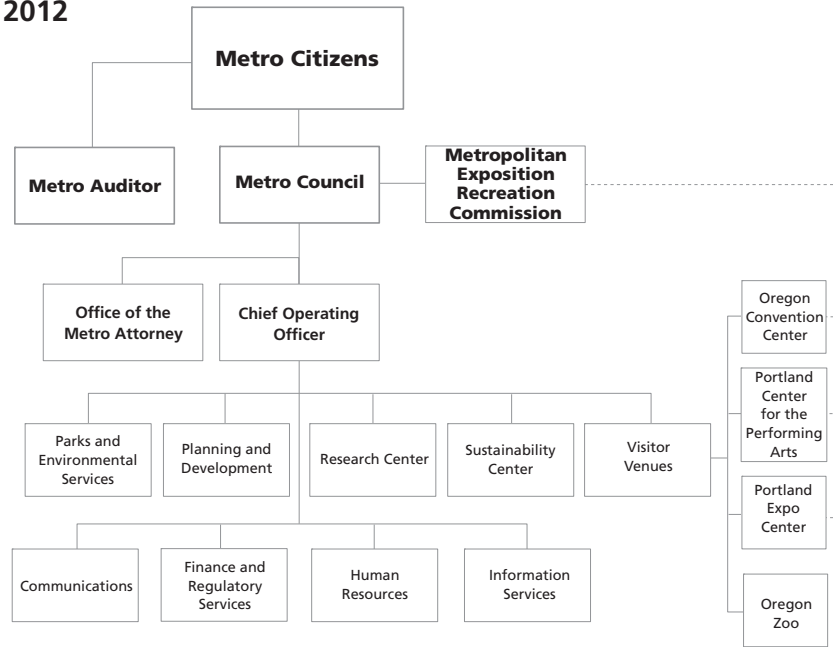 2012
Metro Citizens
Metro Auditor
Metro Council
Metropolitan
Exposition
Recreation
Commission
Office of the
Metro Attorney
Chief Operating
Officer
Oregon
Convention
Center
Portland
Center
for the
Performing
Arts
Portland
Expo
Center
Oregon
Zoo
Parks and
Environmental
Services
Planning and
Development
Research Center
Sustainability
Center
Visitor
Venues
Communications
Finance and
Regulatory
Services
Human
Resources
Information
Services